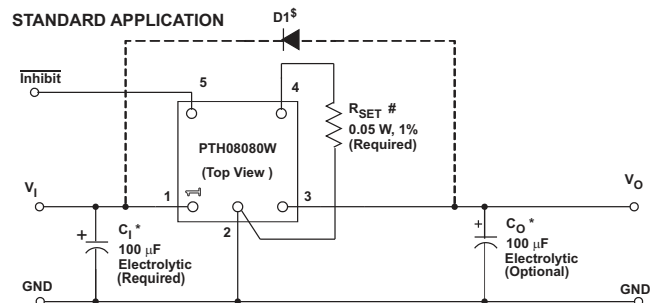 STANDARD APPLICATION
D1$
Inhibit
5
4
RSET #
0.05 W, 1%
(Required)
PTH08080W
(Top View )
VI
1
3
VO
2
+
CI *
100 μF
Electrolytic
(Required)
+
CO *
100 μF
Electrolytic
(Optional)
GND
GND